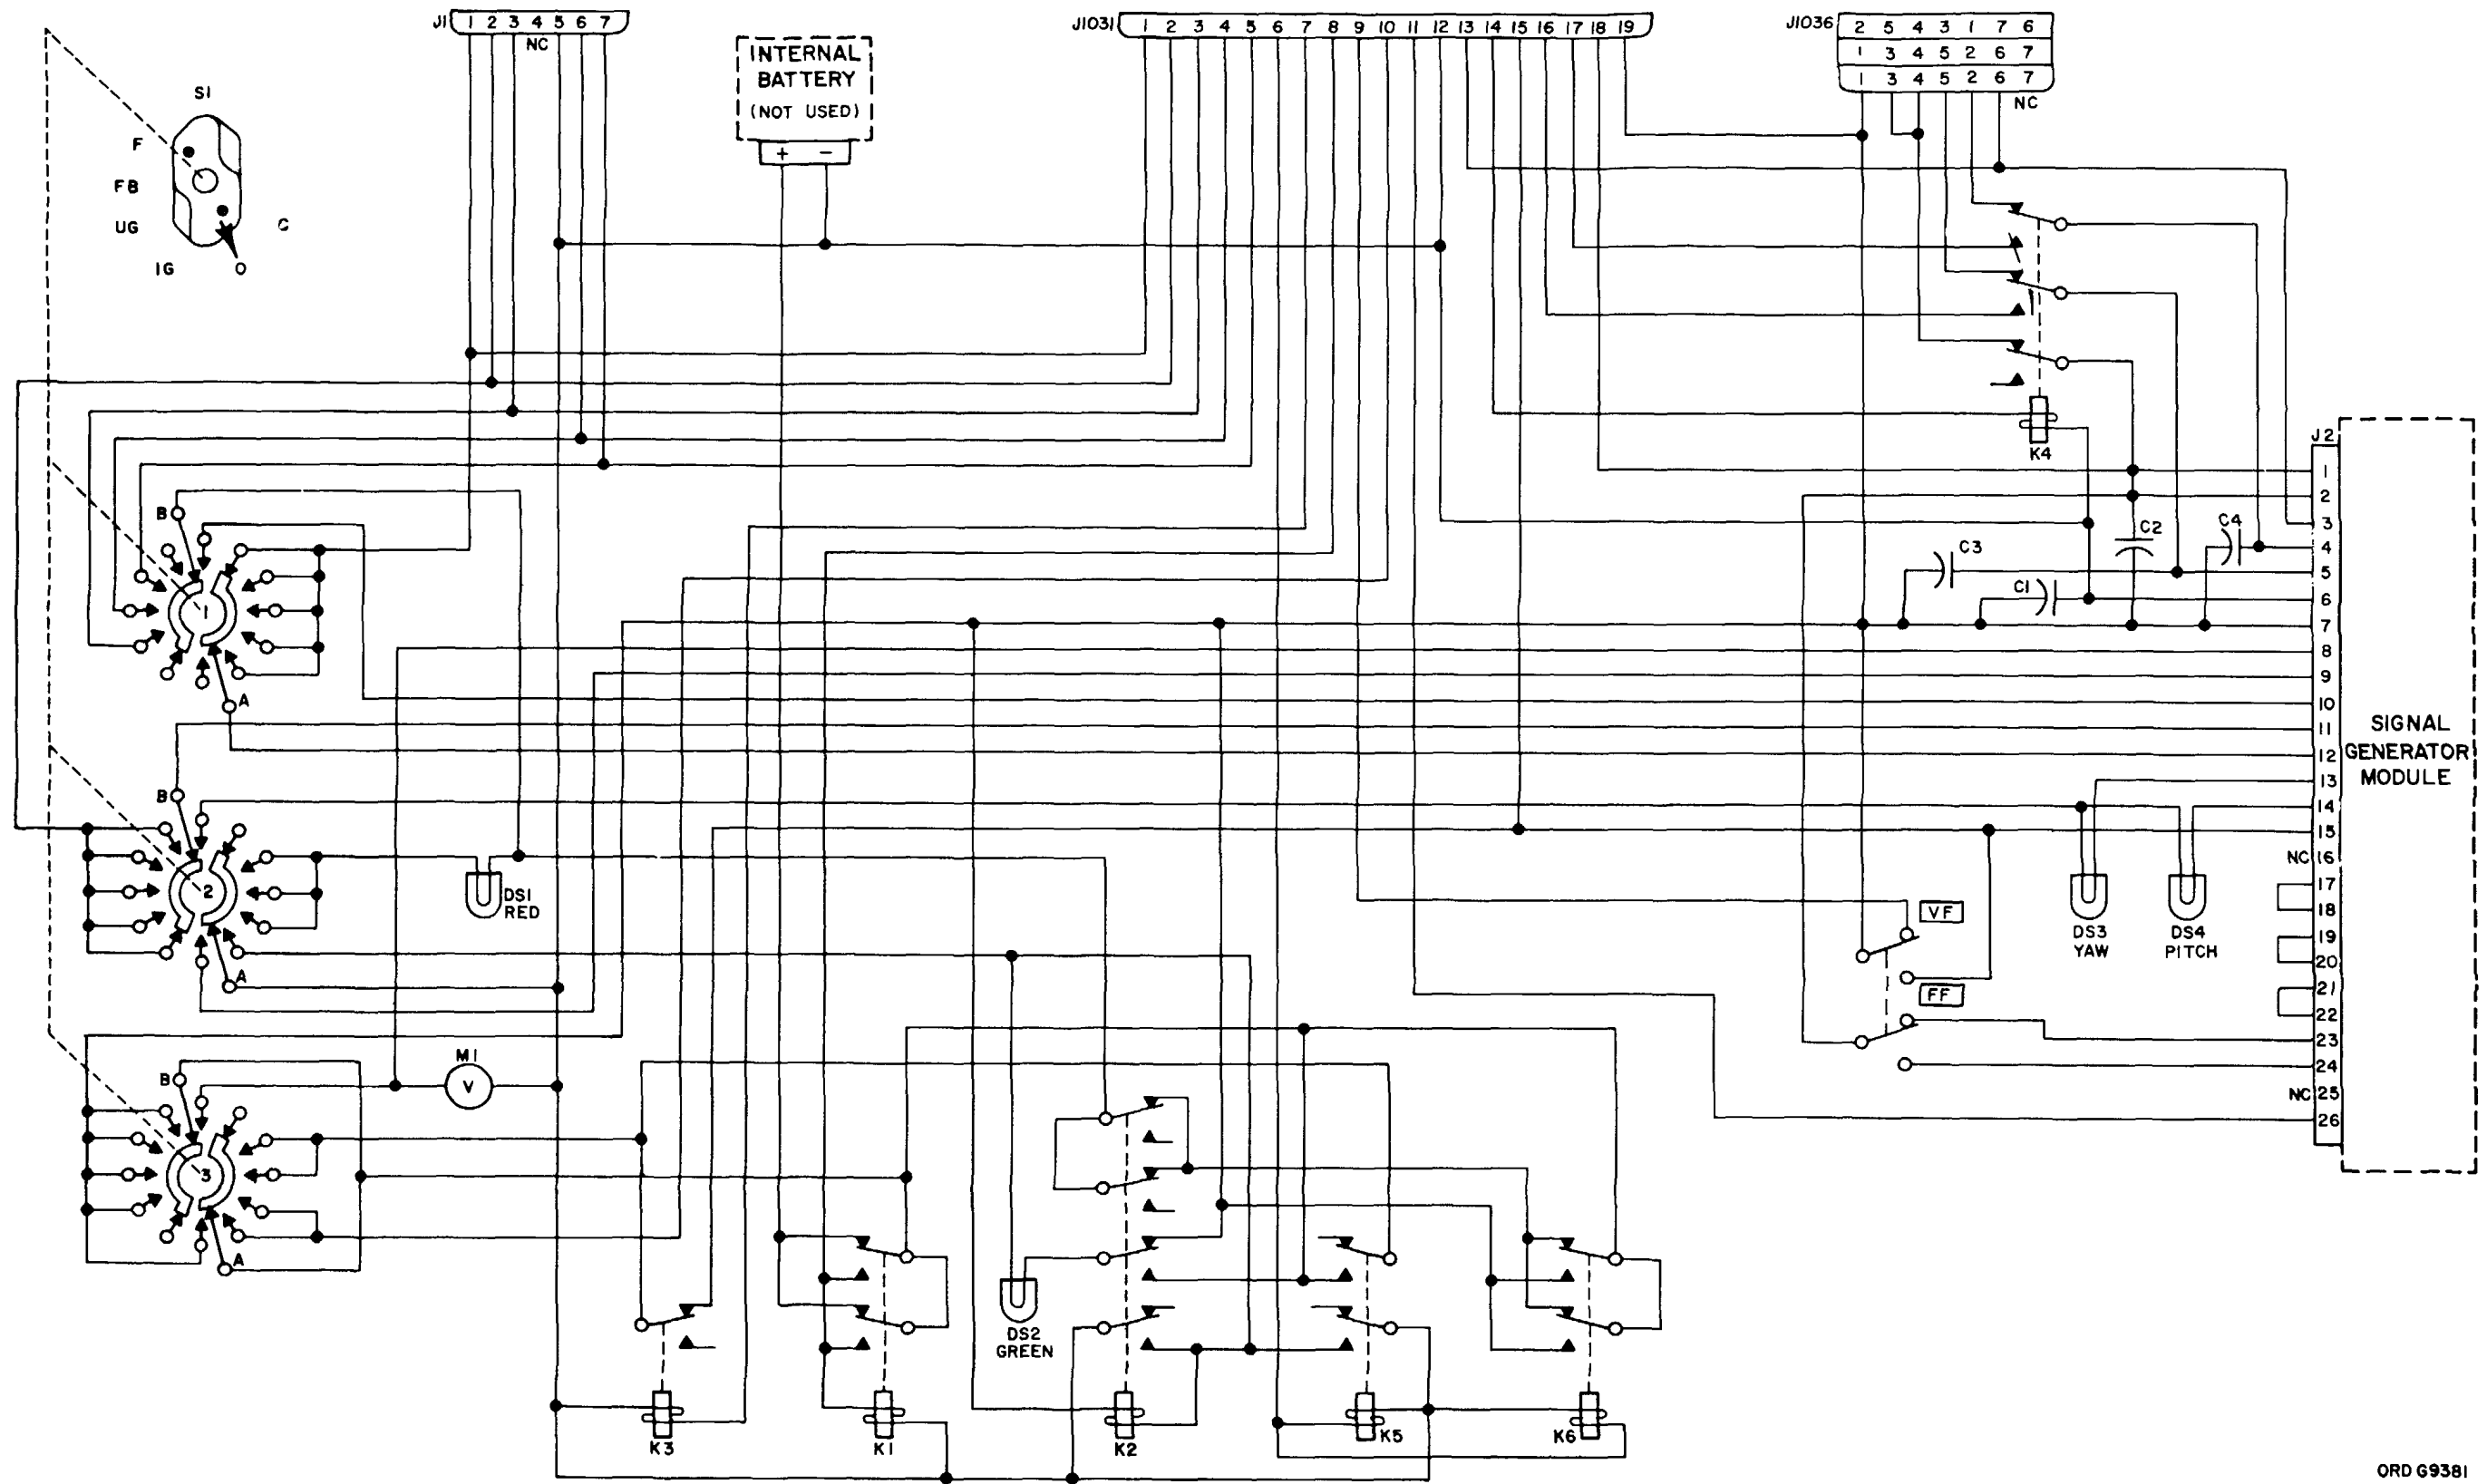 J1 1 2 3 4 5 6 7
NC
INTERNAL
BATTERY
(NOT USED)
+ −
J1031 1 2 3 4 5 6 7 8 9 10 11 12 13 14 15 16 17 18 19
J1036 2 5 4 3 1 7 6
1 3 4 5 2 6 7
1 3 4 5 2 6 7
NC
S1
F
FB
UG
IG
O
K4
J2
1
2
3
4
5
6
7
8
9
10
11
12
13
14
15
NC 16
17
18
19
20
21
22
23
24
NC 25
26
SIGNAL
GENERATOR
MODULE
C2
C4
C3
C1
B
1
A
B
2
A
DS1
RED
VF
FF
DS3
YAW
DS4
PITCH
M1
V
B
3
A
DS2
GREEN
K3
K1
K2
K5
K6
ORD G9381